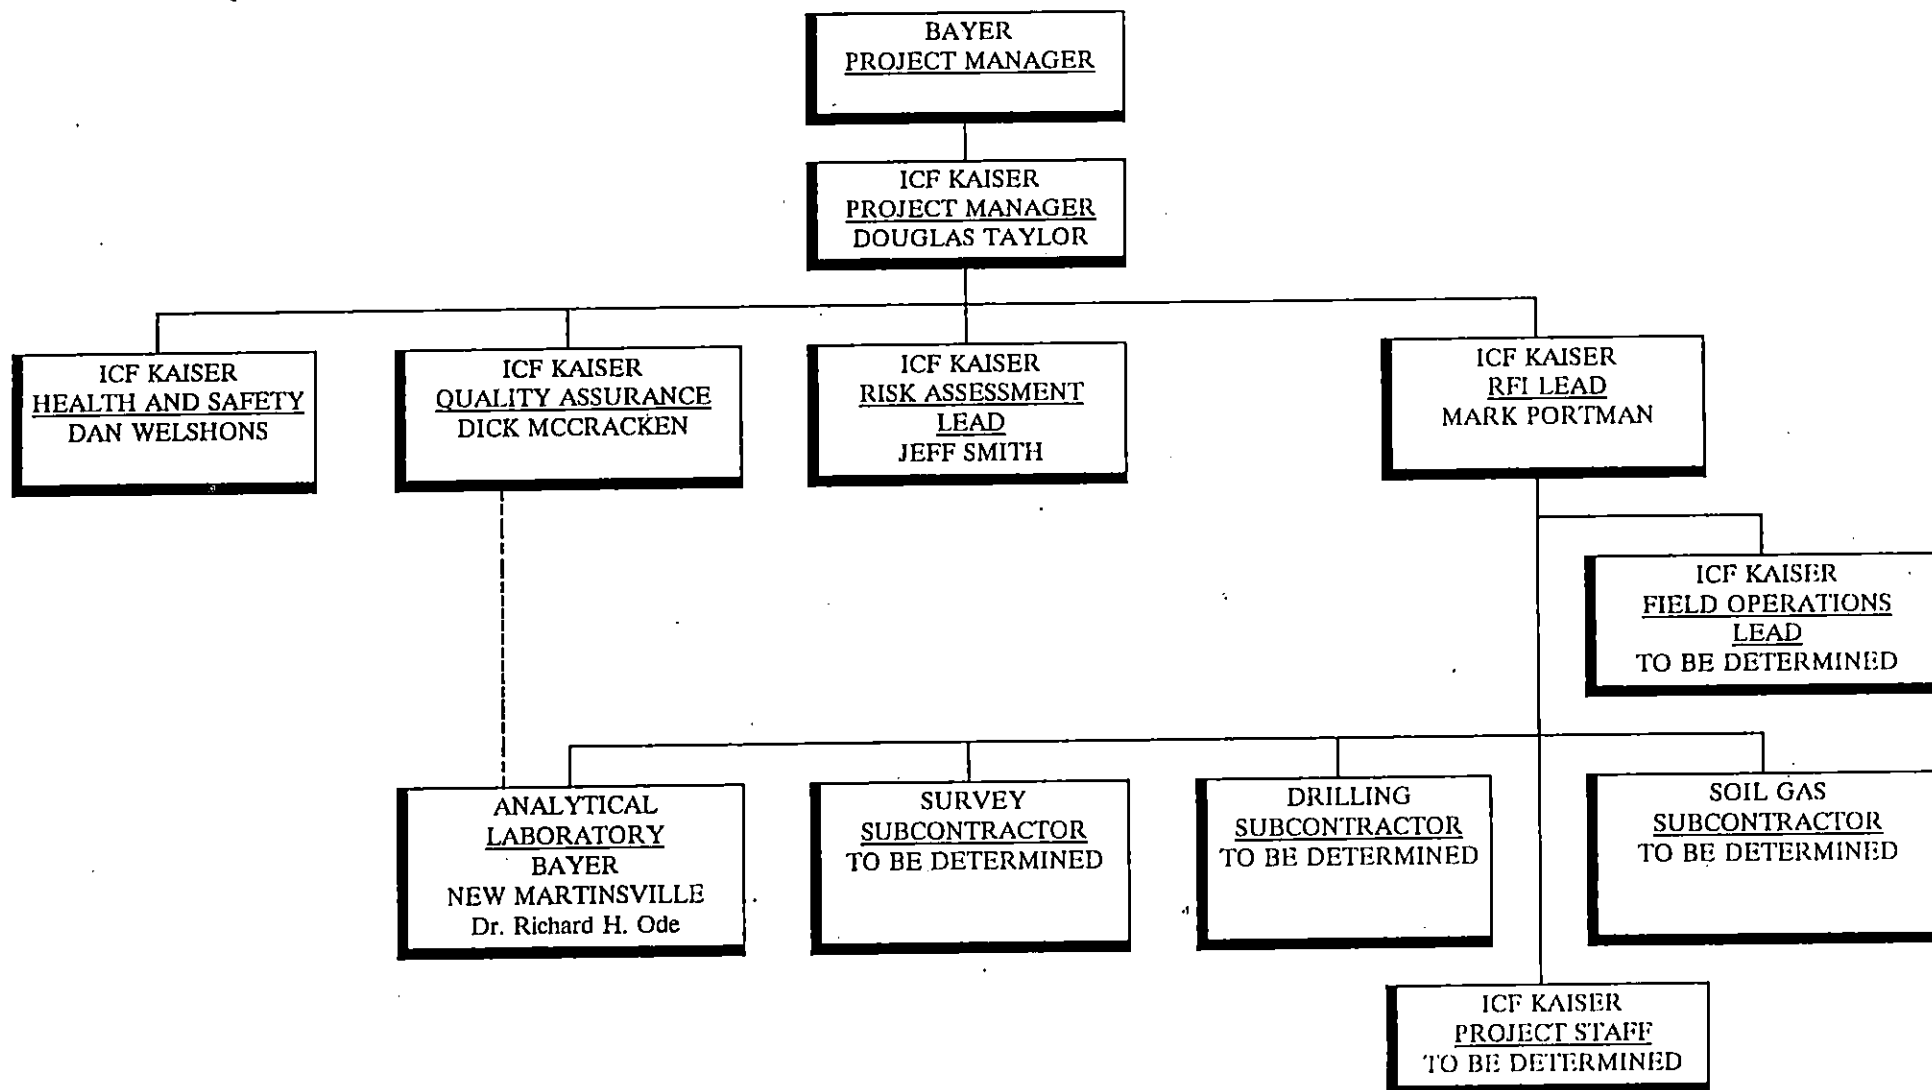 BAYER
PROJECT MANAGER
ICF KAISER
PROJECT MANAGER
DOUGLAS TAYLOR
ICF KAISER
HEALTH AND SAFETY
DAN WELSHONS
ICF KAISER
QUALITY ASSURANCE
DICK MCCRACKEN
ICF KAISER
RISK ASSESSMENT
LEAD
JEFF SMITH
ICF KAISER
RFI LEAD
MARK PORTMAN
ICF KAISER
FIELD OPERATIONS
LEAD
TO BE DETERMINED
ANALYTICAL
LABORATORY
BAYER
NEW MARTINSVILLE
Dr. Richard H. Ode
SURVEY
SUBCONTRACTOR
TO BE DETERMINED
DRILLING
SUBCONTRACTOR
TO BE DETERMINED
SOIL GAS
SUBCONTRACTOR
TO BE DETERMINED
ICF KAISER
PROJECT STAFF
TO BE DETERMINED